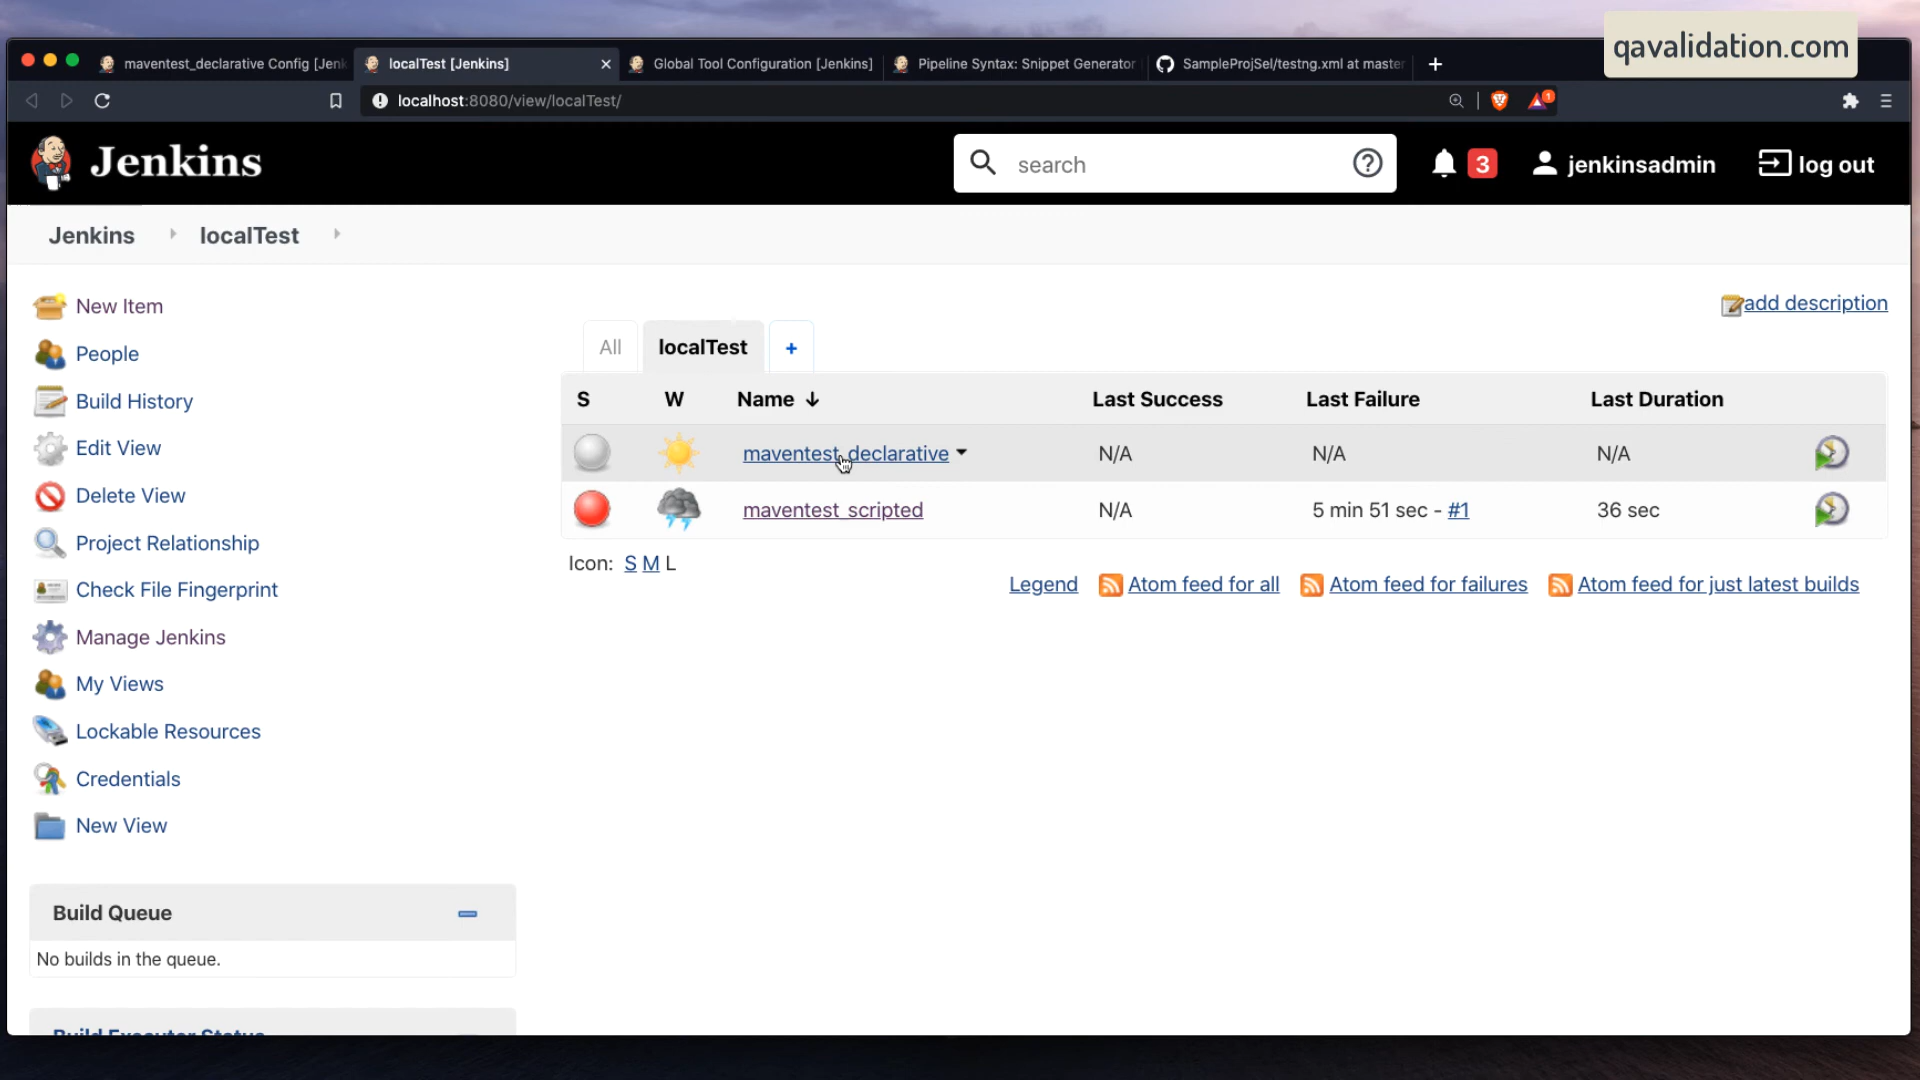 qavalidation.com
maventest_declarative Config [Jenk
localTest [Jenkins]
Global Tool Configuration [Jenkins]
Pipeline Syntax: Snippet Generator
SampleProjSel/testng.xml at master
localhost:8080/view/localTest/
1
Jenkins
search
3
jenkinsadmin
log out
Jenkins
localTest
New Item
People
Build History
Edit View
Delete View
Project Relationship
Check File Fingerprint
Manage Jenkins
My Views
Lockable Resources
Credentials
New View
Build Queue
No builds in the queue.
Build Executor Status
add description
All
localTest
+
S W Name ↓ Last Success Last Failure Last Duration
maventest_declarative N/A N/A N/A
maventest_scripted N/A 5 min 51 sec - #1 36 sec
Icon: S M L
Legend Atom feed for all Atom feed for failures Atom feed for just latest builds